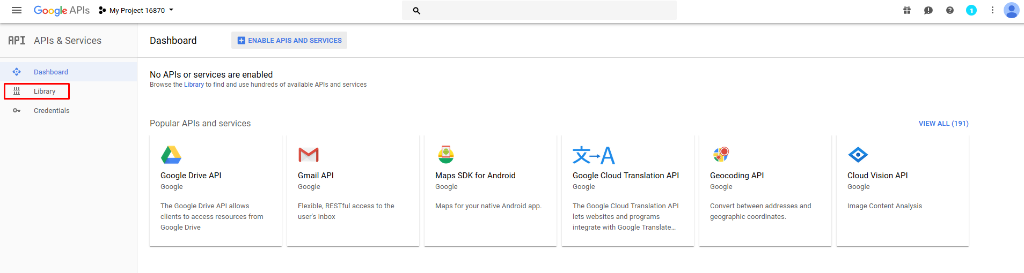 Google APIs My Project 16870
1
API APIs & Services
Dashboard
Library
Credentials
Dashboard ENABLE APIS AND SERVICES
No APIs or services are enabled
Browse the Library to find and use hundreds of available APIs and services
Popular APIs and services
VIEW ALL (191)
Google Drive API
Google
The Google Drive API allows
clients to access resources from
Google Drive
Gmail API
Google
Flexible, RESTful access to the
user's inbox
Maps SDK for Android
Google
Maps for your native Android app.
文→A
Google Cloud Translation API
Google
The Google Cloud Translation API
lets websites and programs
integrate with Google Translate...
Geocoding API
Google
Convert between addresses and
geographic coordinates.
Cloud Vision API
Google
Image Content Analysis